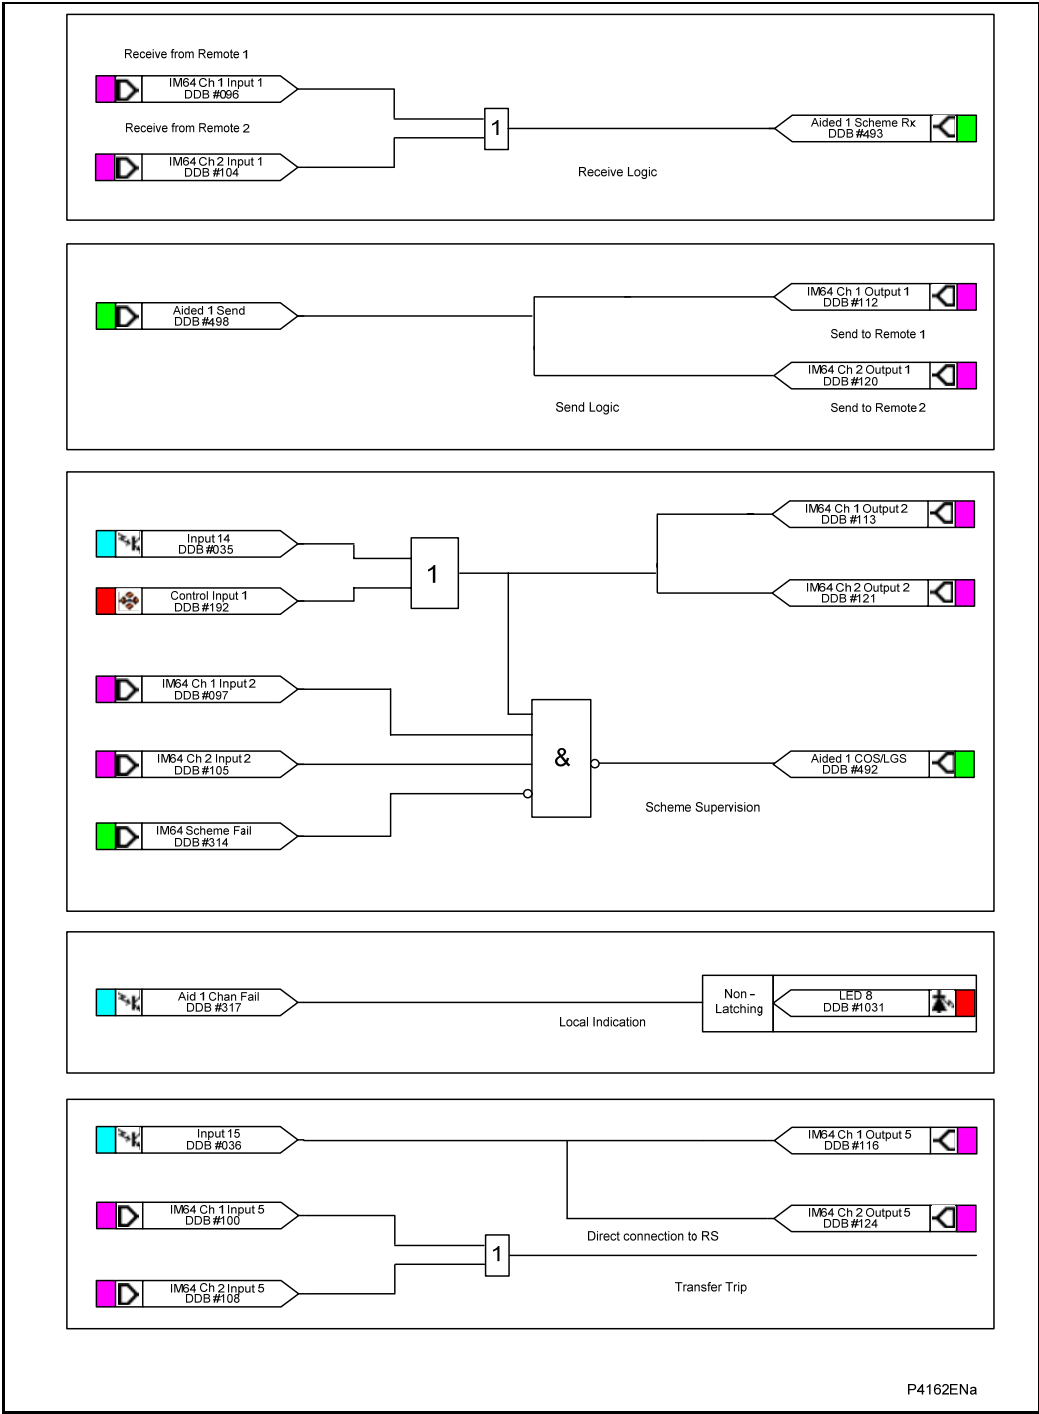 Receive from Remote 1
IM64 Ch 1 Input 1
DDB #096
Receive from Remote 2
IM64 Ch 2 Input 1
DDB #104
1
Aided 1 Scheme Rx
DDB #493
Receive Logic
Aided 1 Send
DDB #498
IM64 Ch 1 Output 1
DDB #112
Send to Remote 1
IM64 Ch 2 Output 1
DDB #120
Send Logic
Send to Remote 2
IM64 Ch 1 Output 2
DDB #113
Input 14
DDB #035
1
Control Input 1
DDB #192
IM64 Ch 2 Output 2
DDB #121
IM64 Ch 1 Input 2
DDB #097
IM64 Ch 2 Input 2
DDB #105
&
Aided 1 COS/LGS
DDB #492
Scheme Supervision
IM64 Scheme Fail
DDB #314
Aid 1 Chan Fail
DDB #317
Non -
Latching
LED 8
DDB #1031
Local Indication
Input 15
DDB #036
IM64 Ch 1 Output 5
DDB #116
IM64 Ch 1 Input 5
DDB #100
IM64 Ch 2 Output 5
DDB #124
Direct connection to RS
1
Transfer Trip
IM64 Ch 2 Input 5
DDB #108
P4162ENa